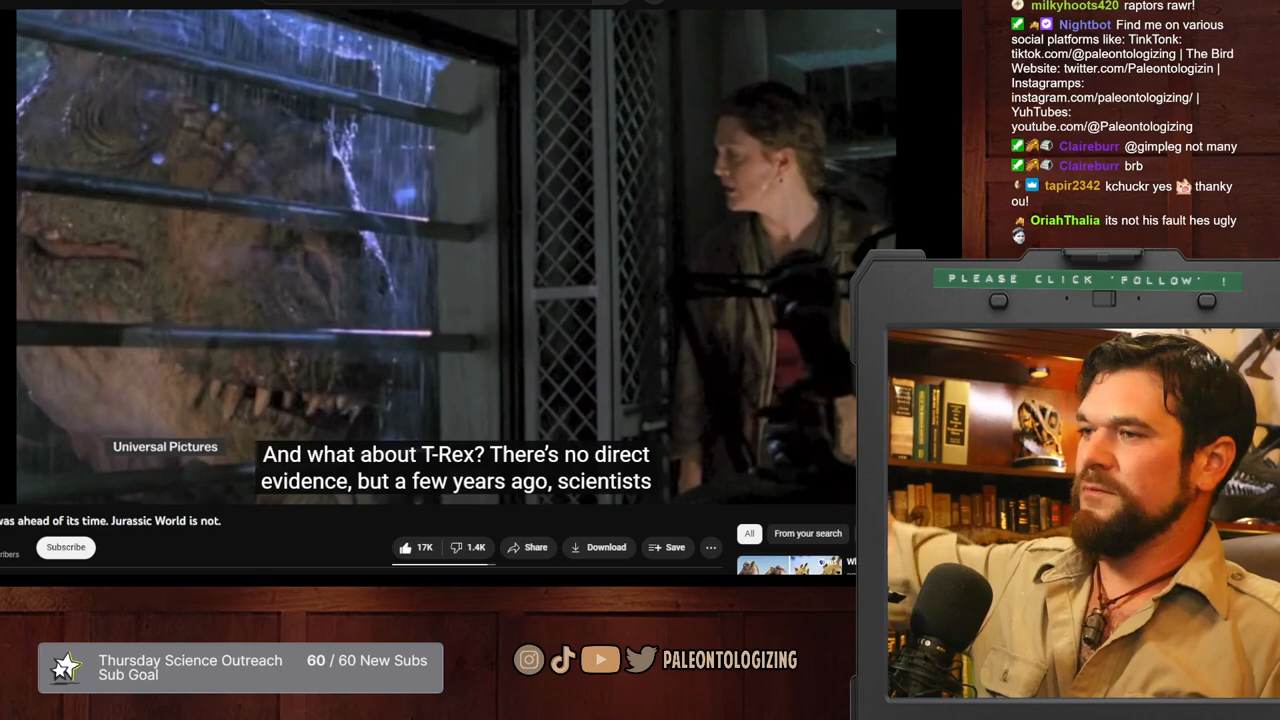 milkyhoots420 raptors rawr!
Nightbot Find me on various
social platforms like: TinkTonk:
tiktok.com/@paleontologizing | The Bird
Website: twitter.com/Paleontologizin |
Instagramps:
instagram.com/paleontologizing/ |
YuhTubes:
youtube.com/@Paleontologizing
Claireburr @gimpleg not many
Claireburr brb
tapir2342 kchuckr yes thanky
ou!
OriahThalia its not his fault hes ugly
PLEASE CLICK 'FOLLOW' !
Universal Pictures
And what about T-Rex? There's no direct
evidence, but a few years ago, scientists
was ahead of its time. Jurassic World is not.
ribers
Subscribe
17K
1.4K
Share
Download
Save
All
From your search
Thursday Science Outreach
Sub Goal
60 / 60 New Subs
PALEONTOLOGIZING